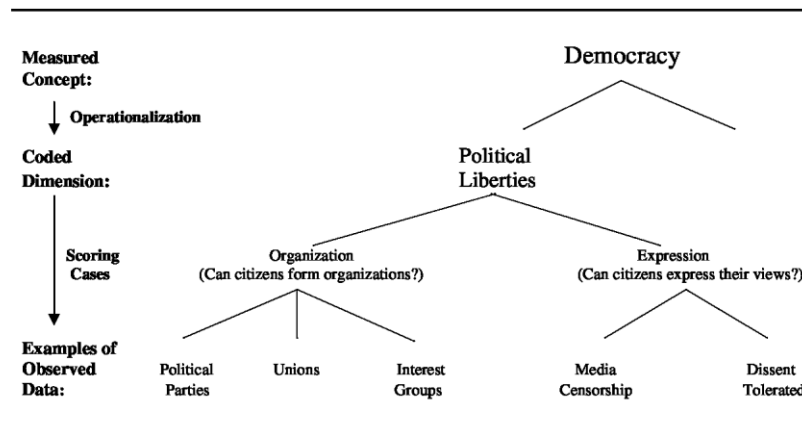 Measured
Concept:
Democracy
Operationalization
Coded
Dimension:
Political
Liberties
Scoring
Cases
Organization
(Can citizens form organizations?)
Expression
(Can citizens express their views?)
Examples of
Observed
Data:
Political
Parties
Unions
Interest
Groups
Media
Censorship
Dissent
Tolerated